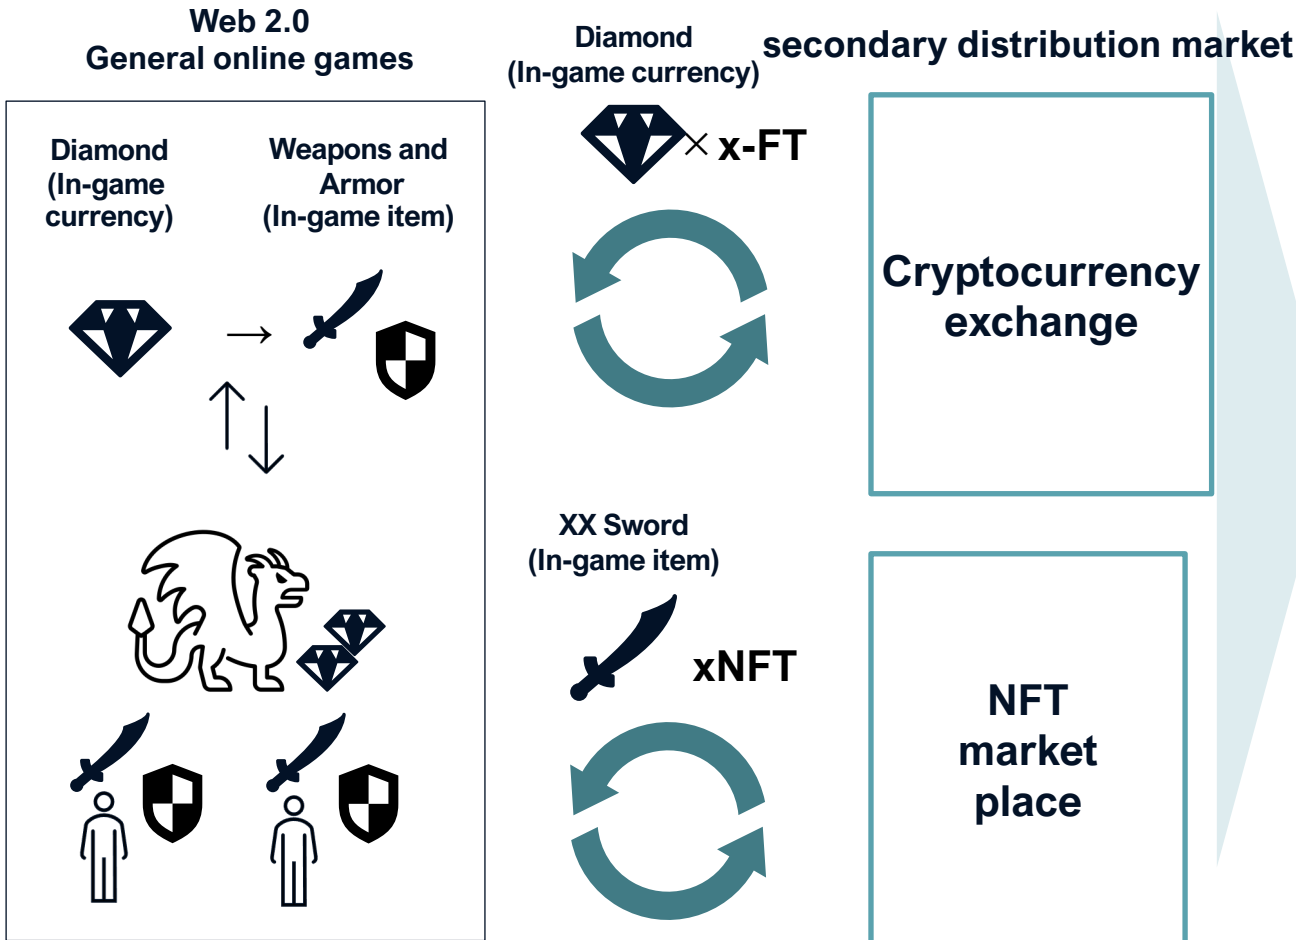 Web 2.0
General online games
Diamond
(In-game
currency)
Weapons and
Armor
(In-game item)
Diamond
(In-game currency)
× x-FT
secondary distribution market
Cryptocurrency
exchange
XX Sword
(In-game item)
xNFT
NFT
market
place